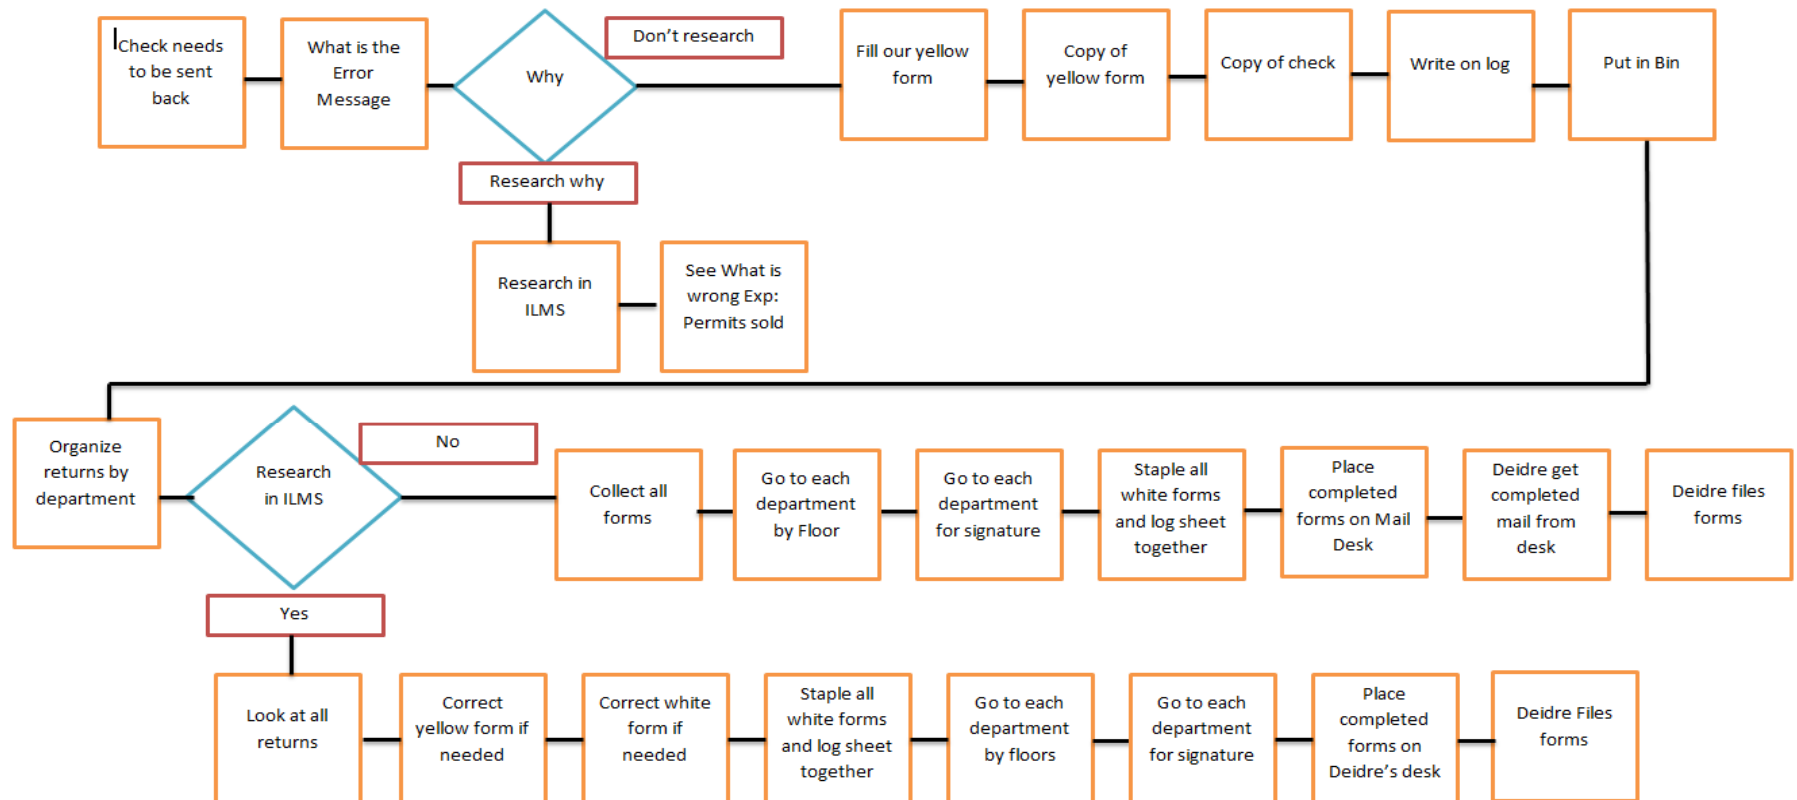 Check needs
to be sent
back
What is the
Error
Message
Why
Don't research
Fill our yellow
form
Copy of
yellow form
Copy of check
Write on log
Put in Bin
Research why
Research in
ILMS
See What is
wrong Exp:
Permits sold
Organize
returns by
department
Research
in ILMS
No
Collect all
forms
Go to each
department
by Floor
Go to each
department
for signature
Staple all
white forms
and log sheet
together
Place
completed
forms on Mail
Desk
Deidre get
completed
mail from
desk
Deidre files
forms
Yes
Look at all
returns
Correct
yellow form if
needed
Correct white
form if
needed
Staple all
white forms
and log sheet
together
Go to each
department
by floors
Go to each
department
for signature
Place
completed
forms on
Deidre's desk
Deidre Files
forms